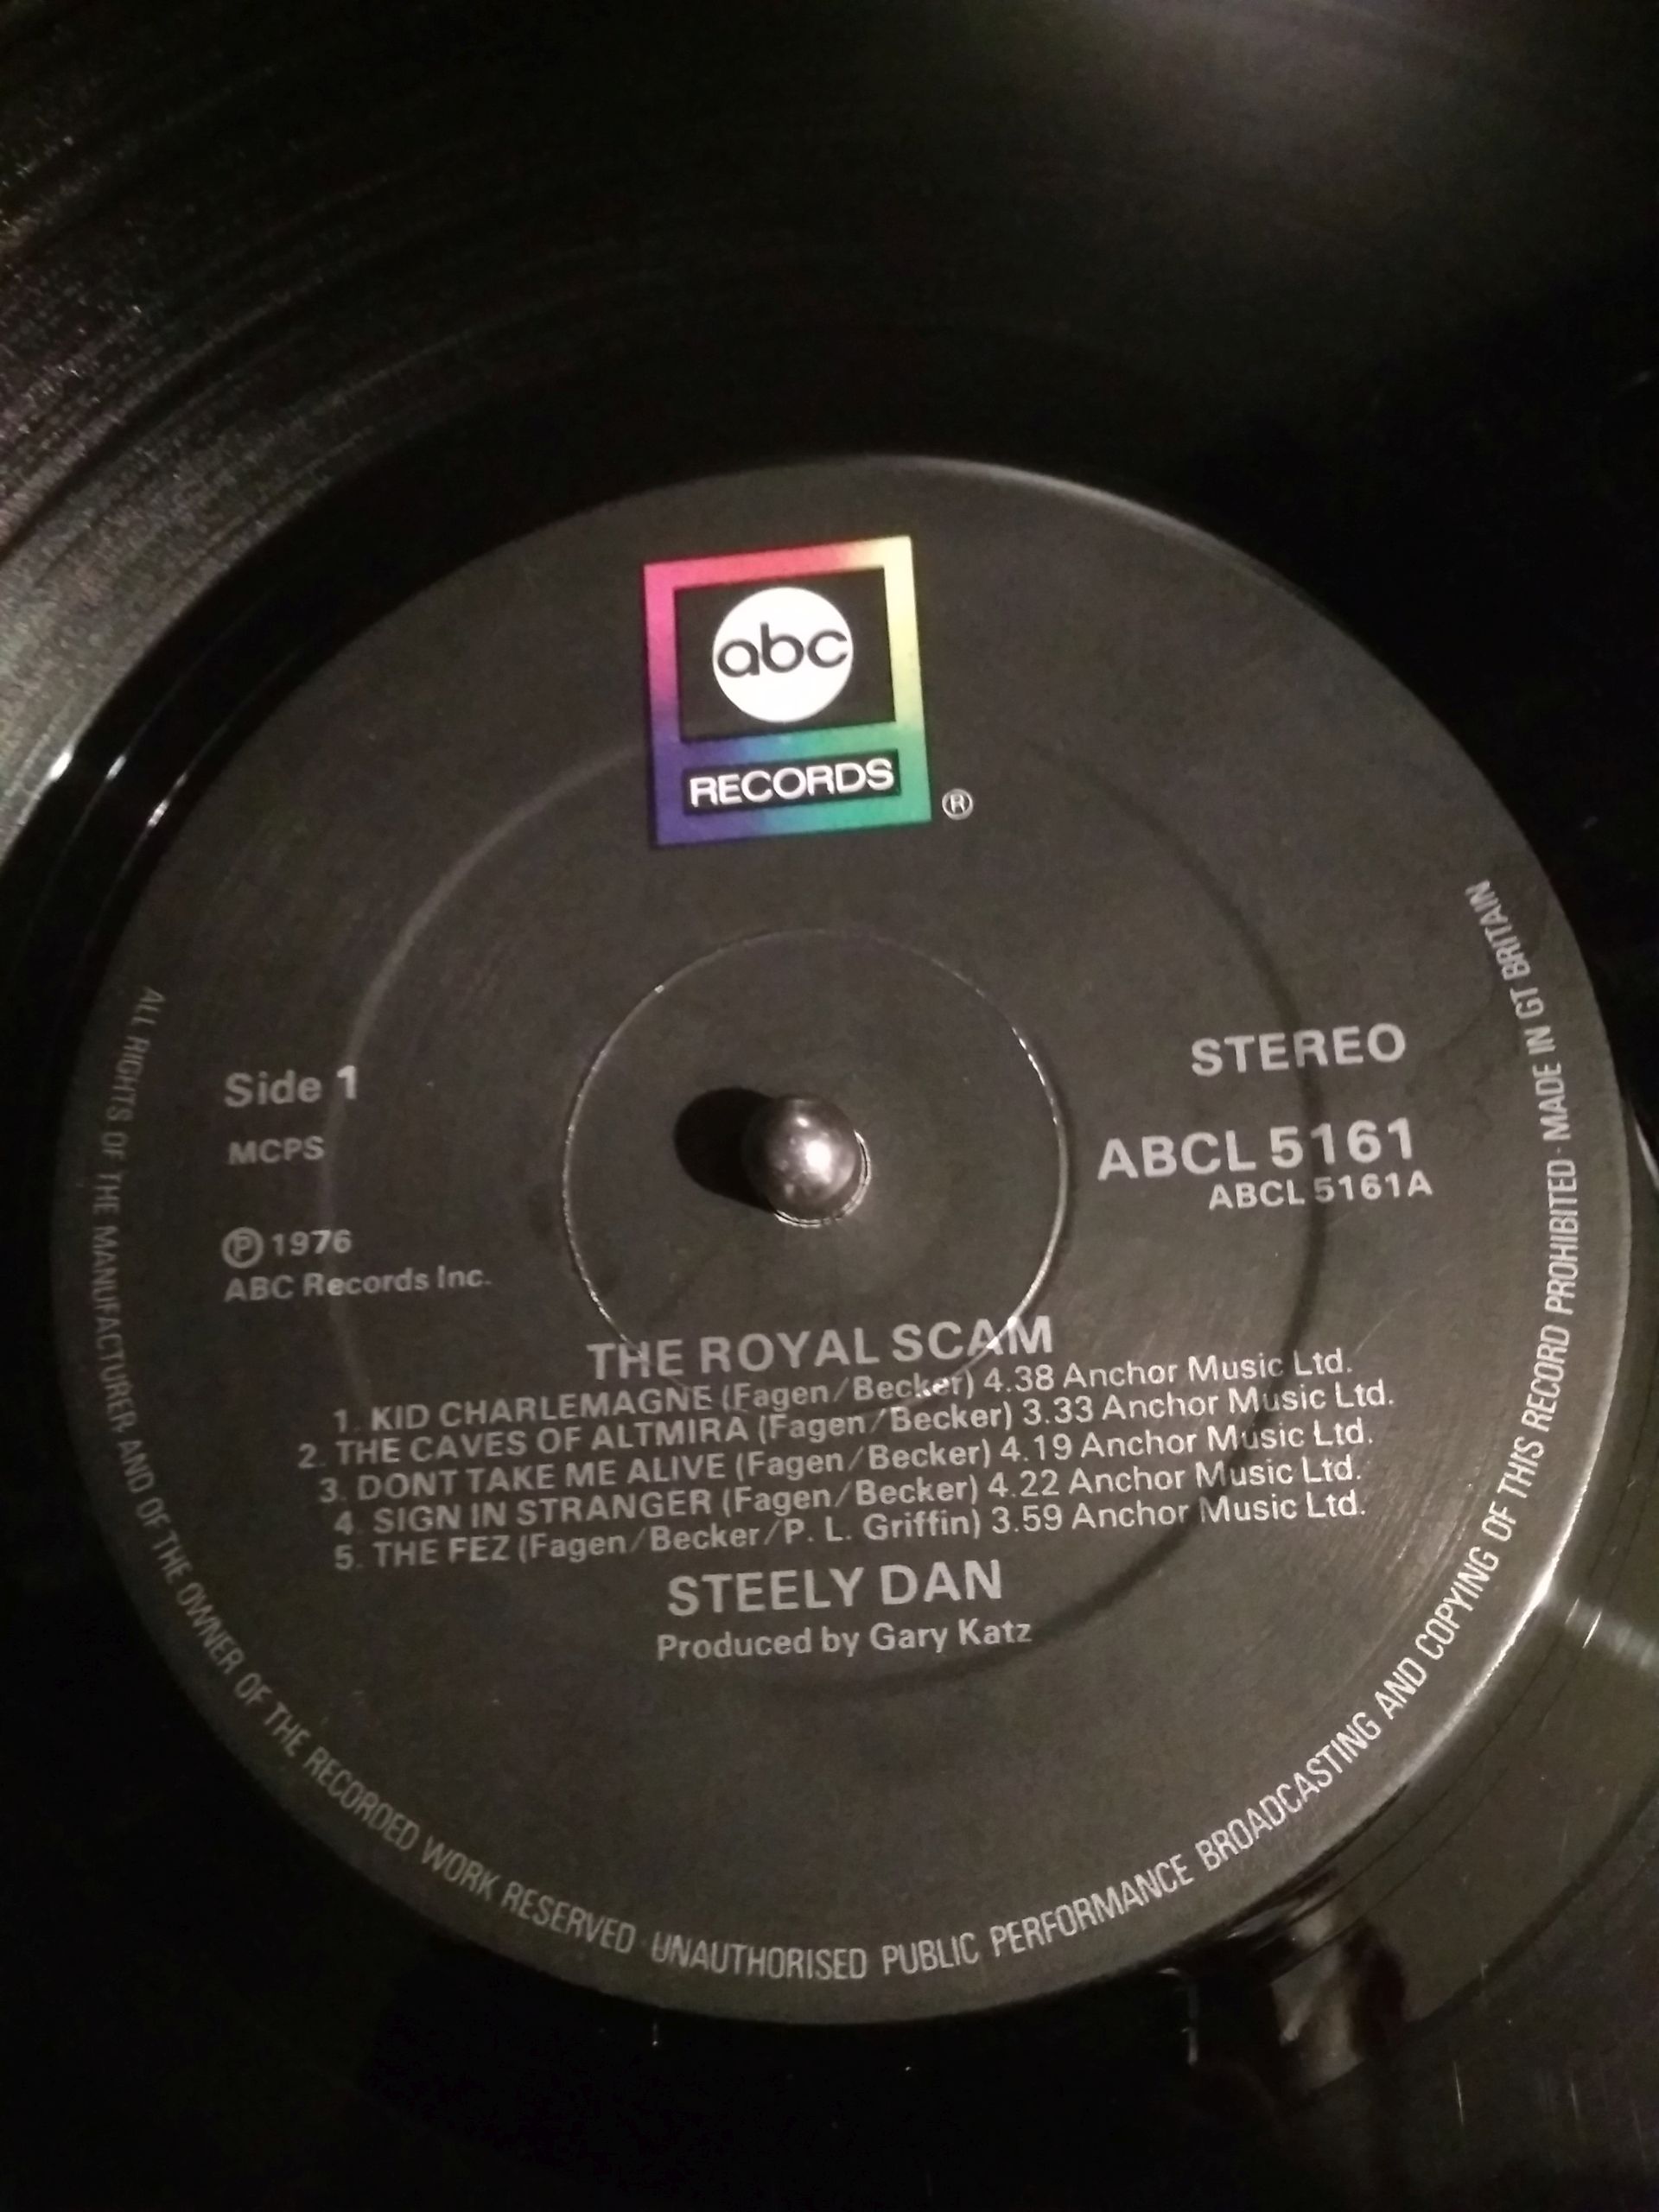 abc
RECORDS
®
Side 1
MCPS
℗ 1976
ABC Records Inc.
STEREO
ABCL 5161
ABCL 5161A
THE ROYAL SCAM
1. KID CHARLEMAGNE (Fagen/Becker) 4.38 Anchor Music Ltd.
2. THE CAVES OF ALTMIRA (Fagen/Becker) 3.33 Anchor Music Ltd.
3. DONT TAKE ME ALIVE (Fagen/Becker) 4.19 Anchor Music Ltd.
4. SIGN IN STRANGER (Fagen/Becker) 4.22 Anchor Music Ltd.
5. THE FEZ (Fagen/Becker/P. L. Griffin) 3.59 Anchor Music Ltd.
STEELY DAN
Produced by Gary Katz
ALL RIGHTS OF THE MANUFACTURER AND OF THE OWNER OF THE RECORDED WORK RESERVED · UNAUTHORISED PUBLIC PERFORMANCE BROADCASTING AND COPYING OF THIS RECORD PROHIBITED · MADE IN GT BRITAIN